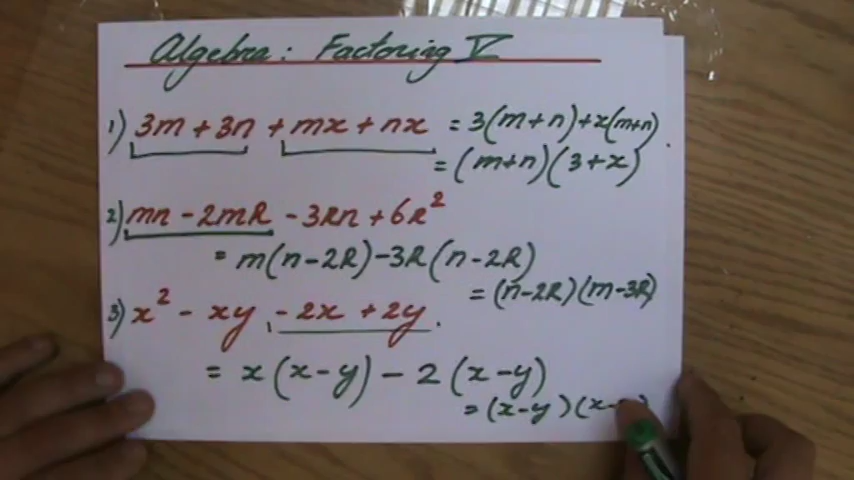 Algebra: Factoring V
1) 3m + 3n + mx + nx = 3(m+n)+x(m+n)
= (m+n)(3+x)
2) mn - 2mR - 3Rn + 6R²
= m(n-2R)-3R(n-2R)
= (n-2R)(m-3R)
3) x² - xy - 2x + 2y
= x(x-y) - 2(x-y)
= (x-y)(x-